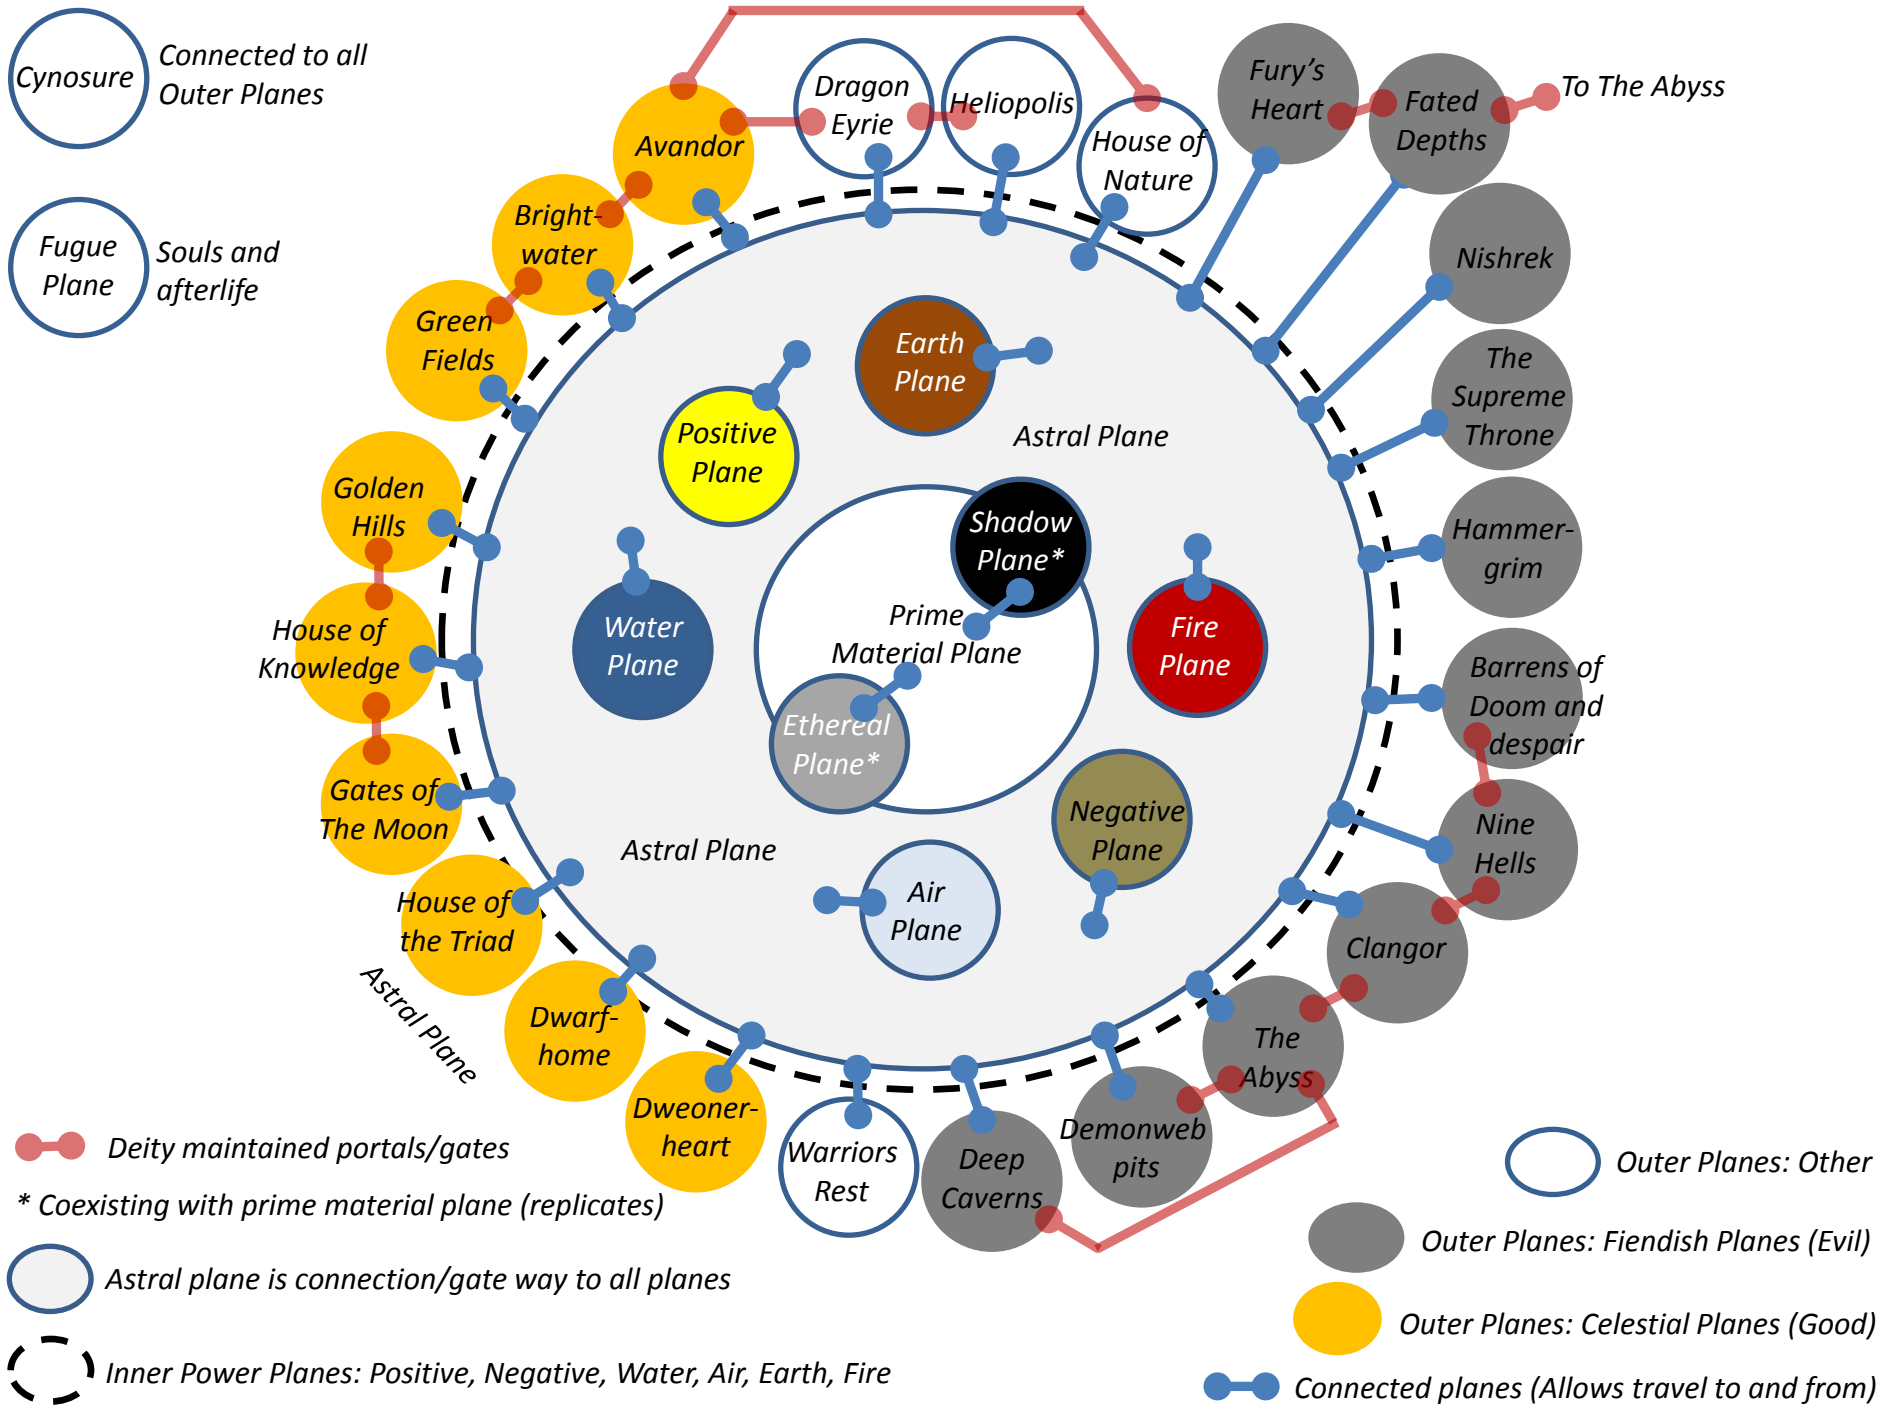 Cynosure
Connected to all
Outer Planes
Fugue
Plane
Souls and
afterlife
Dragon
Eyrie
Heliopolis
House of
Nature
Fury's
Heart
Fated
Depths
To The Abyss
Avandor
Bright-
water
Green
Fields
Golden
Hills
House of
Knowledge
Gates of
The Moon
House of
the Triad
Dwarf-
home
Dweoner-
heart
Warriors
Rest
Deep
Caverns
Demonweb
pits
The
Abyss
Clangor
Nine
Hells
Barrens of
Doom and
despair
Hammer-
grim
The
Supreme
Throne
Nishrek
Earth
Plane
Positive
Plane
Astral Plane
Shadow
Plane*
Prime
Material Plane
Water
Plane
Fire
Plane
Ethereal
Plane*
Negative
Plane
Astral Plane
Air
Plane
Astral Plane
Deity maintained portals/gates
* Coexisting with prime material plane (replicates)
Astral plane is connection/gate way to all planes
Inner Power Planes: Positive, Negative, Water, Air, Earth, Fire
Outer Planes: Other
Outer Planes: Fiendish Planes (Evil)
Outer Planes: Celestial Planes (Good)
Connected planes (Allows travel to and from)